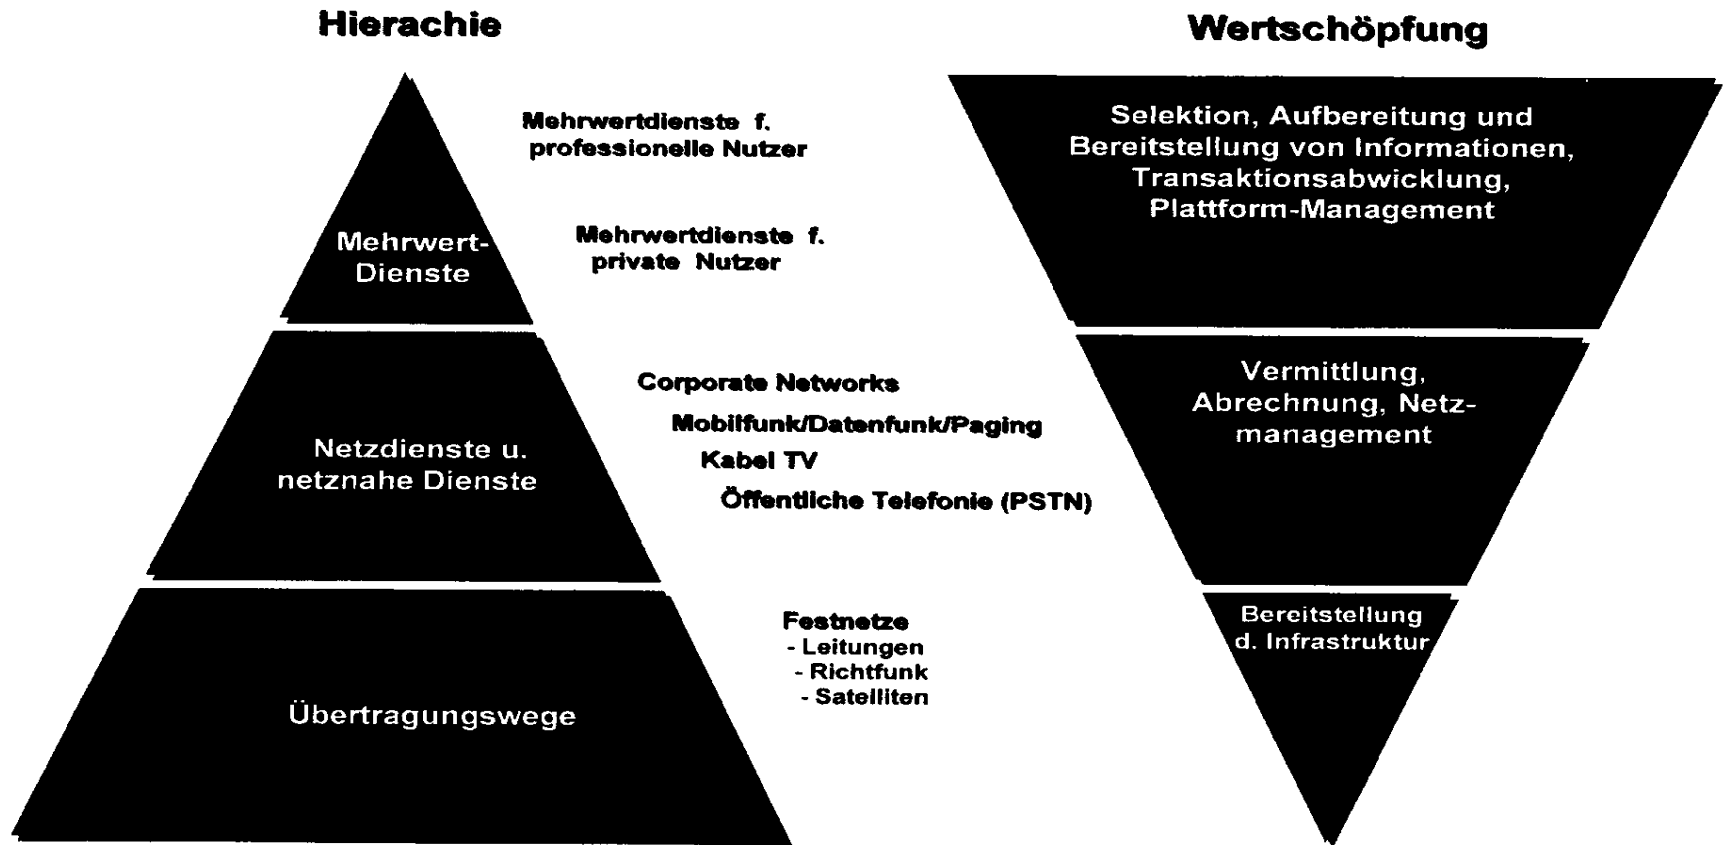 Hierachie
Mehrwert-
Dienste
Netzdienste u.
netznahe Dienste
Übertragungswege
Mehrwertdienste f.
professionelle Nutzer
Mehrwertdienste f.
private Nutzer
Corporate Networks
Mobilfunk/Datenfunk/Paging
Kabel TV
Öffentliche Telefonie (PSTN)
Festnetze
- Leitungen
- Richtfunk
- Satelliten
Wertschöpfung
Selektion, Aufbereitung und
Bereitstellung von Informationen,
Transaktionsabwicklung,
Plattform-Management
Vermittlung,
Abrechnung, Netz-
management
Bereitstellung
d. Infrastruktur